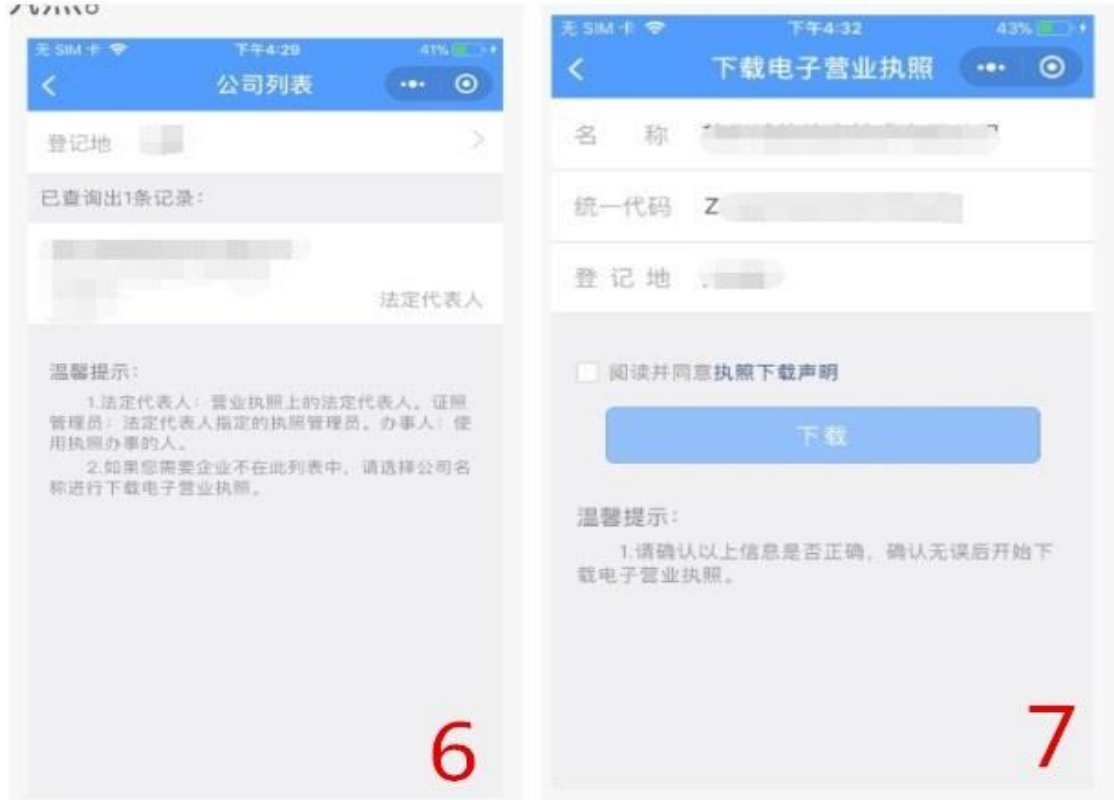 无 SIM 卡 下午4:29 41%
公司列表
登记地
已查询出1条记录：
法定代表人
温馨提示：
1.法定代表人：营业执照上的法定代表人。证照
管理员：法定代表人指定的执照管理员。办事人：使
用执照办事的人。
2.如果您需要企业不在此列表中，请选择公司名
称进行下载电子营业执照。
6
无 SIM 卡 下午4:32 43%
下载电子营业执照
名 称
统一代码 Z
登 记 地
阅读并同意执照下载声明
下载
温馨提示：
1.请确认以上信息是否正确，确认无误后开始下
载电子营业执照。
7